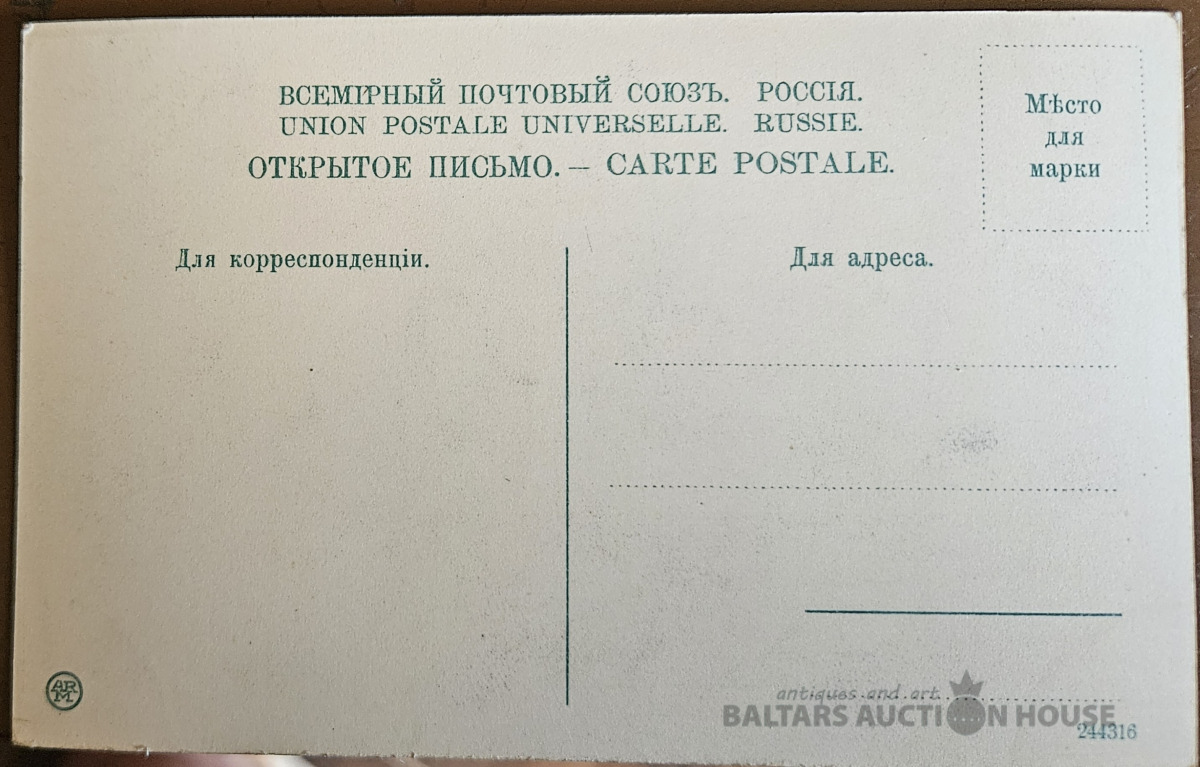 ВСЕМІРНЫЙ ПОЧТОВЫЙ СОЮЗЪ. РОССІЯ.
UNION POSTALE UNIVERSELLE. RUSSIE.
ОТКРЫТОЕ ПИСЬМО. – CARTE POSTALE.
Мѣсто
для
марки
Для корреспонденціи.
Для адреса.
ARM
antiques and art
BALTARS AUCTION HOUSE
244316